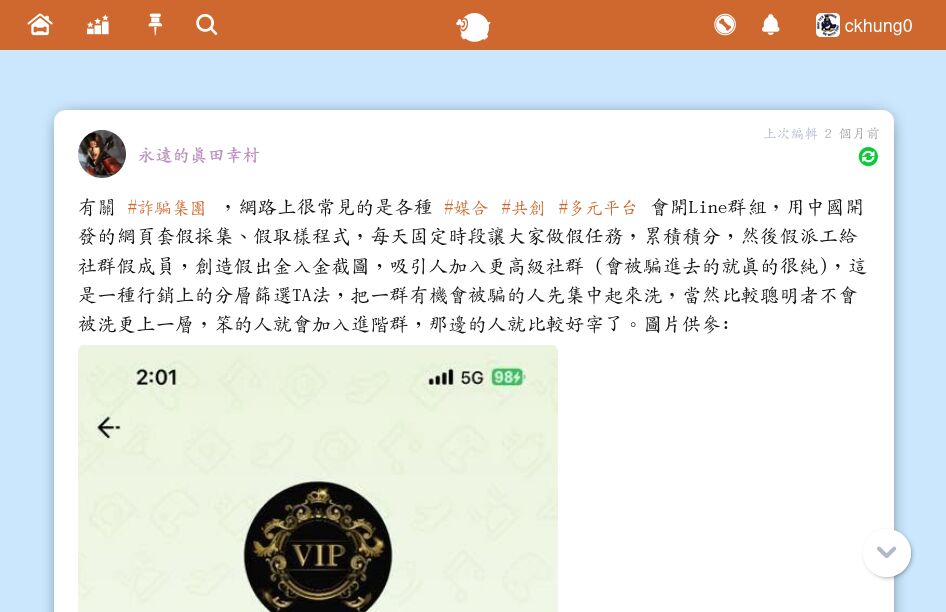 ckhung0
上次編輯 2 個月前
永遠的真田幸村
有關 #詐騙集團 ，網路上很常見的是各種 #媒合 #共創 #多元平台 會開Line群組，用中國開
發的網頁套假採集、假取樣程式，每天固定時段讓大家做假任務，累積積分，然後假派工給
社群假成員，創造假出金入金截圖，吸引人加入更高級社群 (會被騙進去的就真的很純)，這
是一種行銷上的分層篩選TA法，把一群有機會被騙的人先集中起來洗，當然比較聰明者不會
被洗更上一層，笨的人就會加入進階群，那邊的人就比較好宰了。圖片供參:
2:01
5G 98
VIP